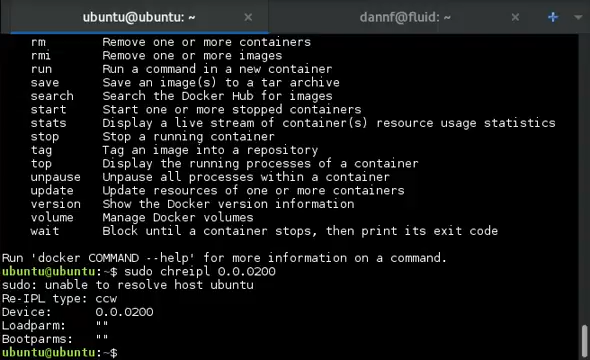 ubuntu@ubuntu: ~ × dannf@fluid: ~ ×
rm Remove one or more containers
rmi Remove one or more images
run Run a command in a new container
save Save an image(s) to a tar archive
search Search the Docker Hub for images
start Start one or more stopped containers
stats Display a live stream of container(s) resource usage statistics
stop Stop a running container
tag Tag an image into a repository
top Display the running processes of a container
unpause Unpause all processes within a container
update Update resources of one or more containers
version Show the Docker version information
volume Manage Docker volumes
wait Block until a container stops, then print its exit code
Run 'docker COMMAND --help' for more information on a command.
ubuntu@ubuntu:~$ sudo chreipl 0.0.0200
sudo: unable to resolve host ubuntu
Re-IPL type: ccw
Device: 0.0.0200
Loadparm: ""
Bootparms: ""
ubuntu@ubuntu:~$